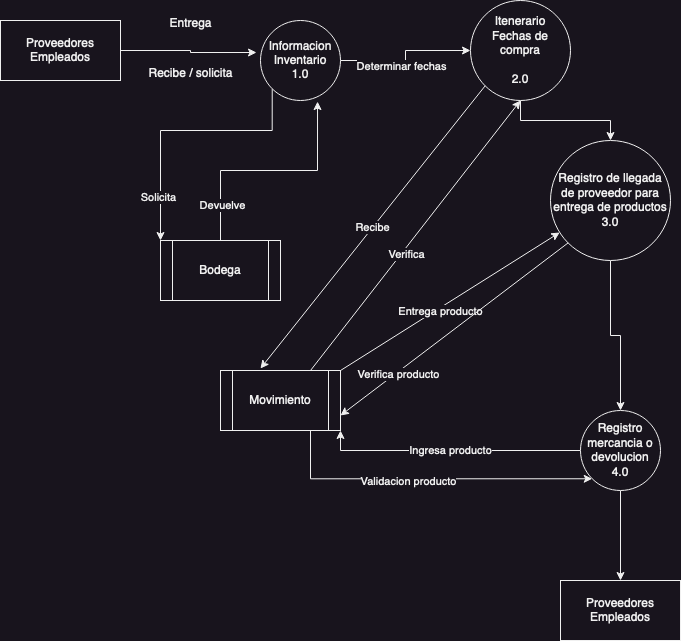 Entrega
Proveedores
Empleados
Recibe / solicita
Informacion
Inventario
1.0
Determinar fechas
Itenerario
Fechas de
compra
2.0
Solicita
Devuelve
Bodega
Registro de llegada
de proveedor para
entrega de productos
3.0
Recibe
Verifica
Entrega producto
Verifica producto
Movimiento
Registro
mercancia o
devolucion
4.0
Ingresa producto
Validacion producto
Proveedores
Empleados